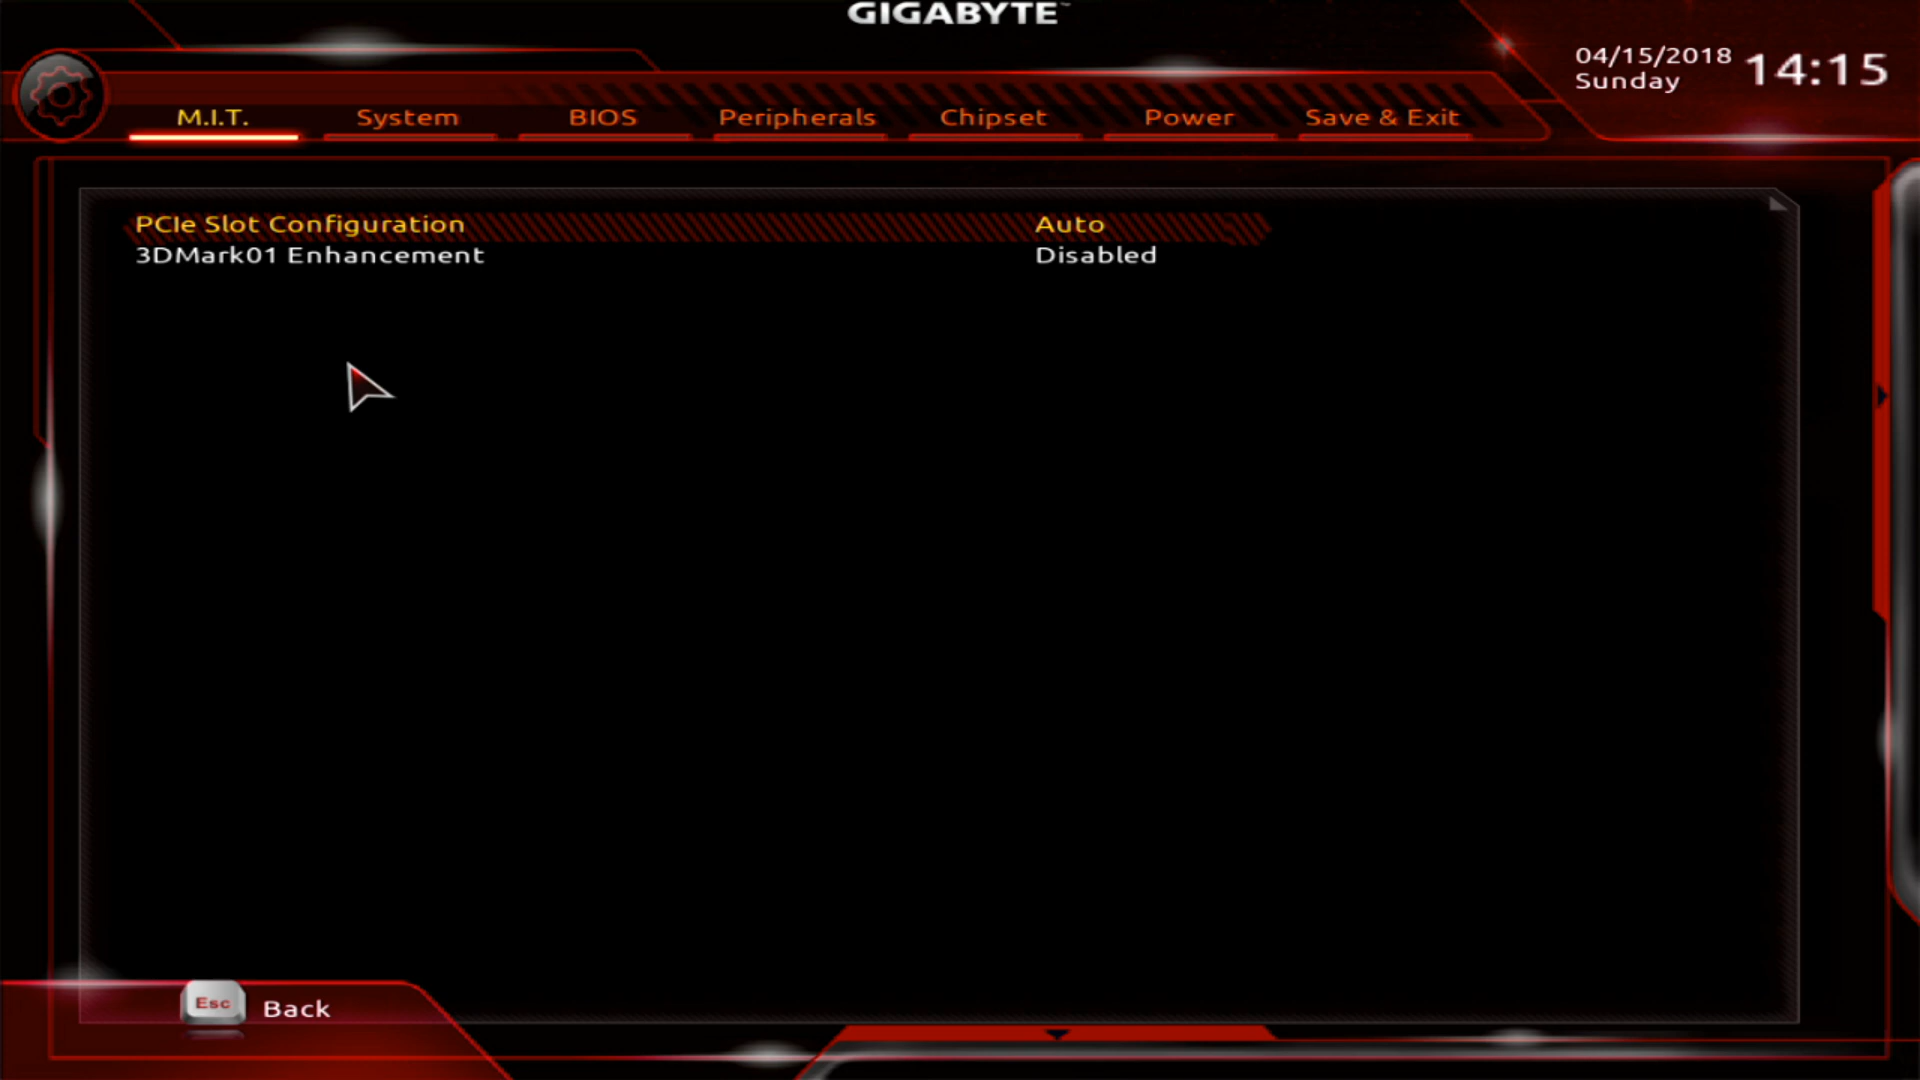 GIGABYTE™
04/15/2018 14:15
Sunday
M.I.T. System BIOS Peripherals Chipset Power Save & Exit
PCIe Slot Configuration Auto
3DMark01 Enhancement Disabled
Esc Back